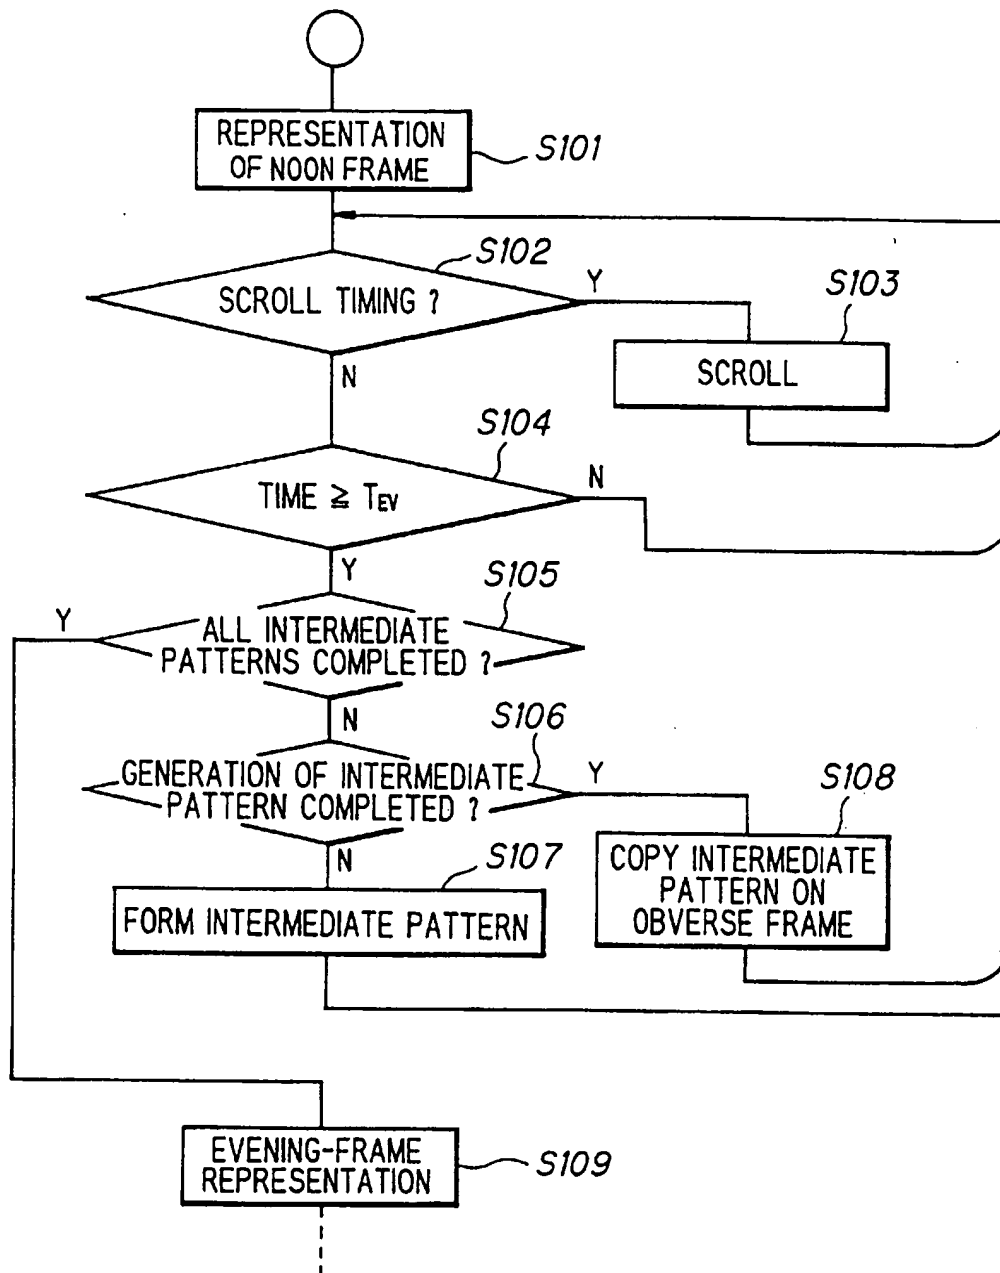 REPRESENTATION
OF NOON FRAME
S101
S102
SCROLL TIMING ?
Y
S103
SCROLL
N
S104
TIME ≧ TEV
N
Y
S105
Y
ALL INTERMEDIATE
PATTERNS COMPLETED ?
N
S106
GENERATION OF INTERMEDIATE
PATTERN COMPLETED ?
Y
S108
COPY INTERMEDIATE
PATTERN ON
OBVERSE FRAME
N
S107
FORM INTERMEDIATE PATTERN
EVENING-FRAME
REPRESENTATION
S109